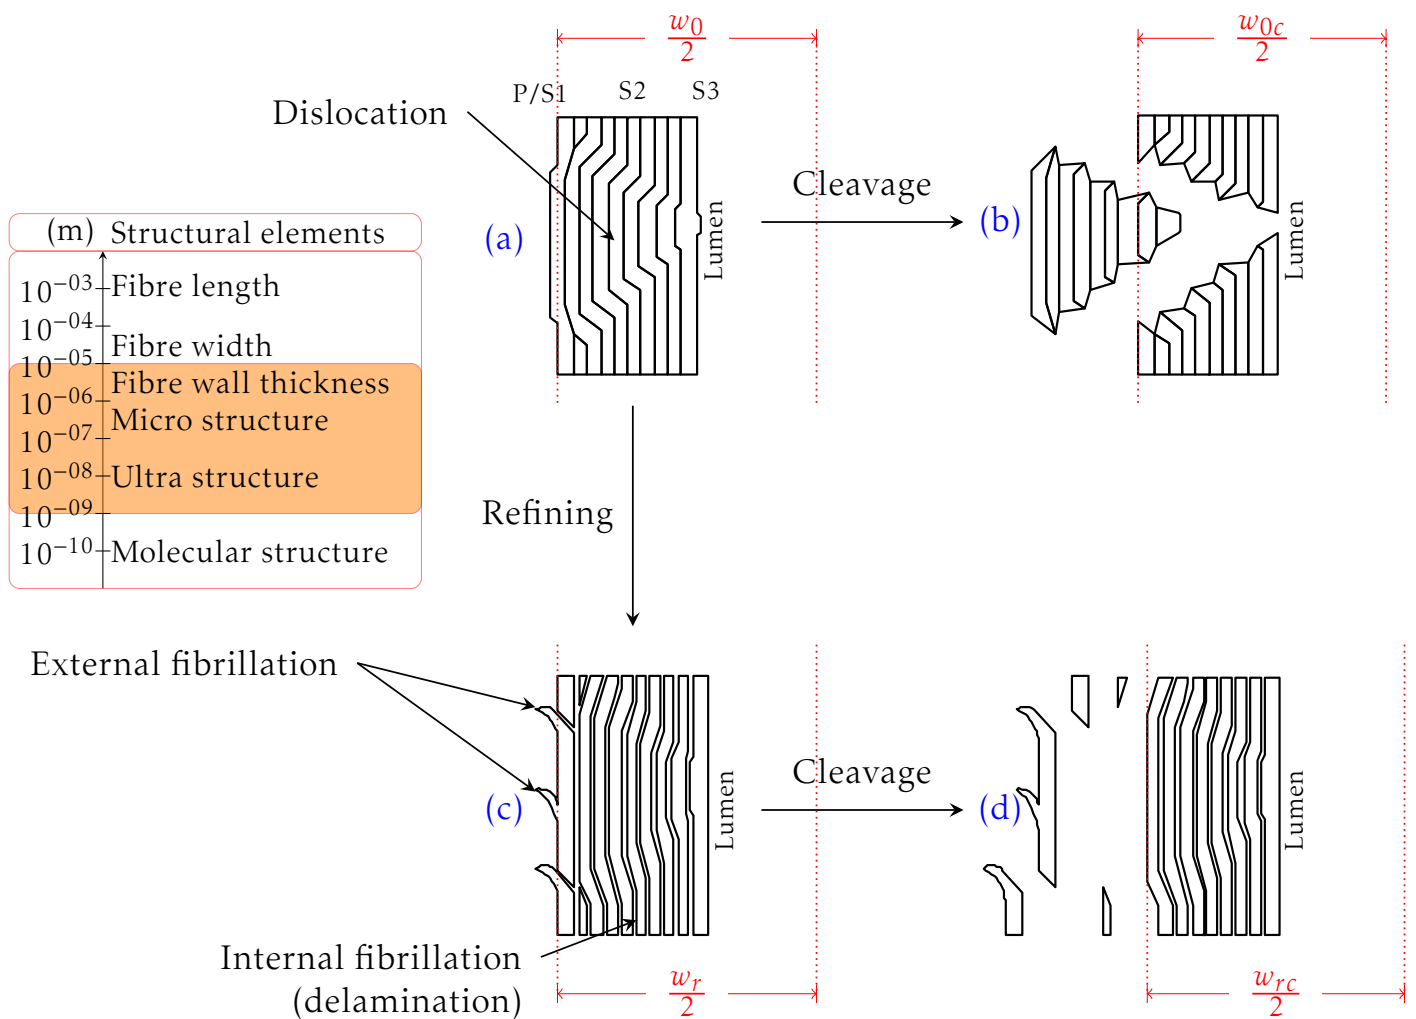 w0/2
w0c/2
P/S1 S2 S3
Dislocation
Cleavage
(a)
Lumen
(b)
Lumen
(m) Structural elements
10−03 Fibre length
10−04
Fibre width
10−05
Fibre wall thickness
10−06
Micro structure
10−07
10−08 Ultra structure
10−09
10−10 Molecular structure
Refining
External fibrillation
Cleavage
(c)
Lumen
(d)
Lumen
Internal fibrillation
(delamination)
wr/2
wrc/2